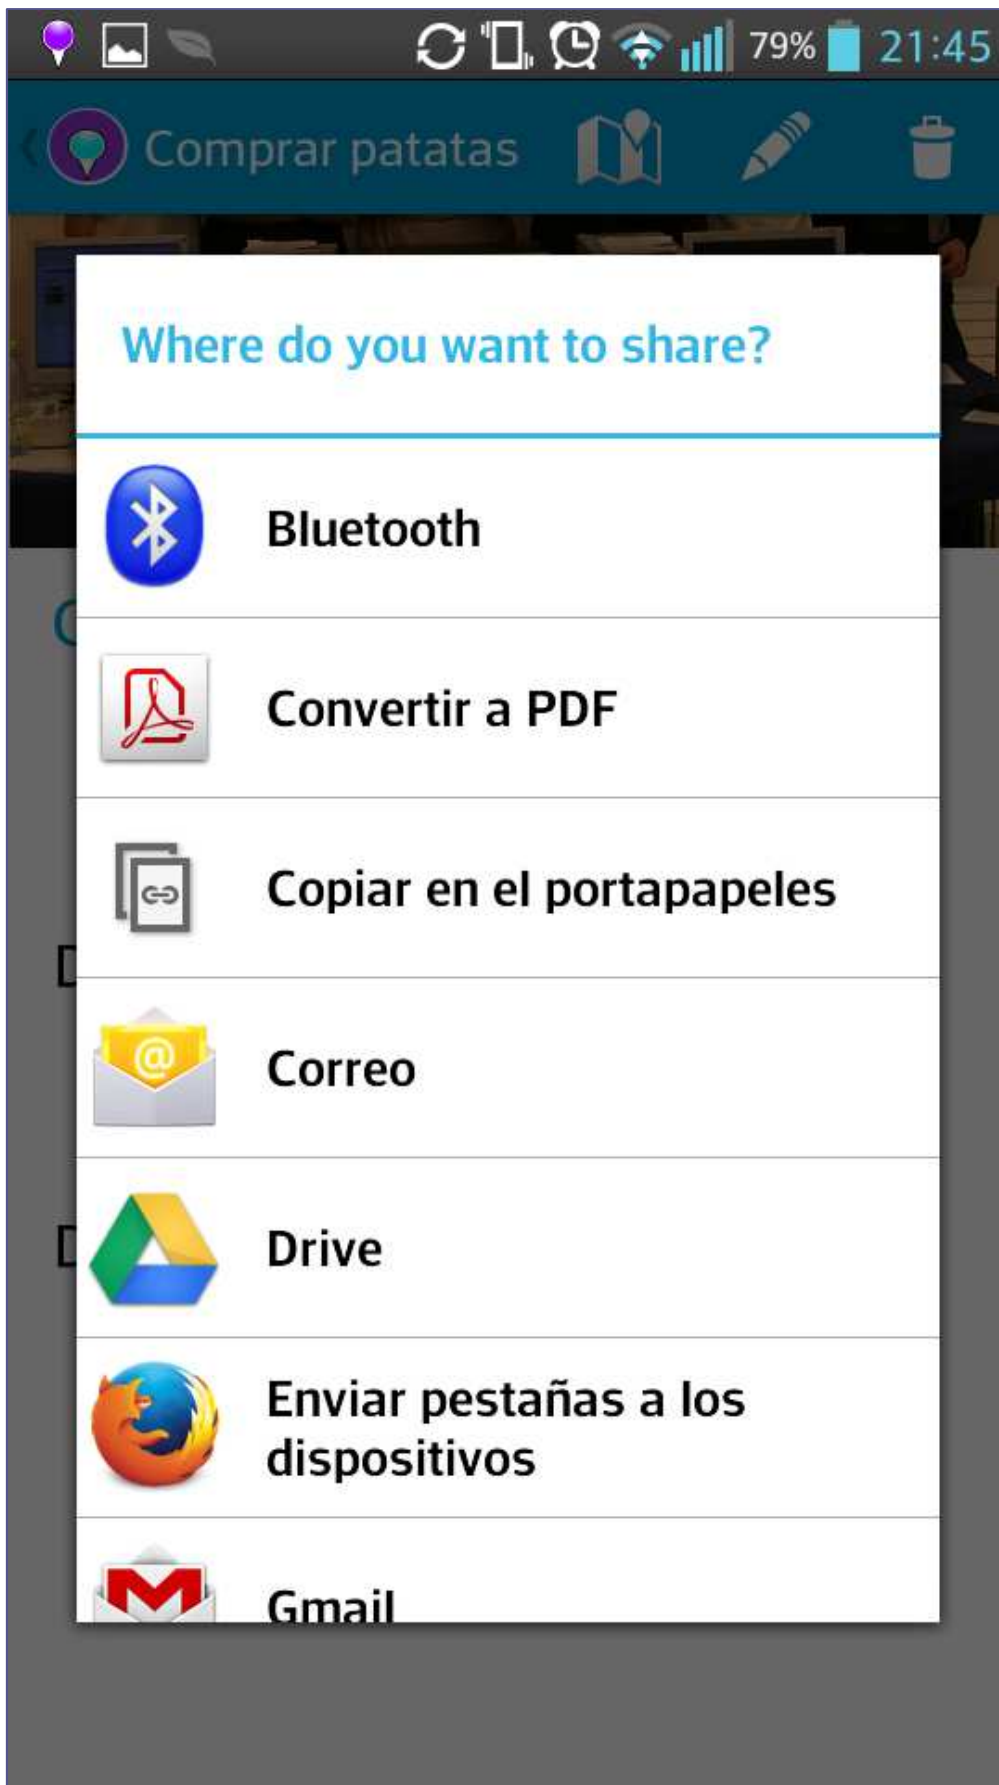 79% 21:45
Comprar patatas
Where do you want to share?
Bluetooth
Convertir a PDF
Copiar en el portapapeles
@
Correo
Drive
Enviar pestañas a los
dispositivos
Gmail